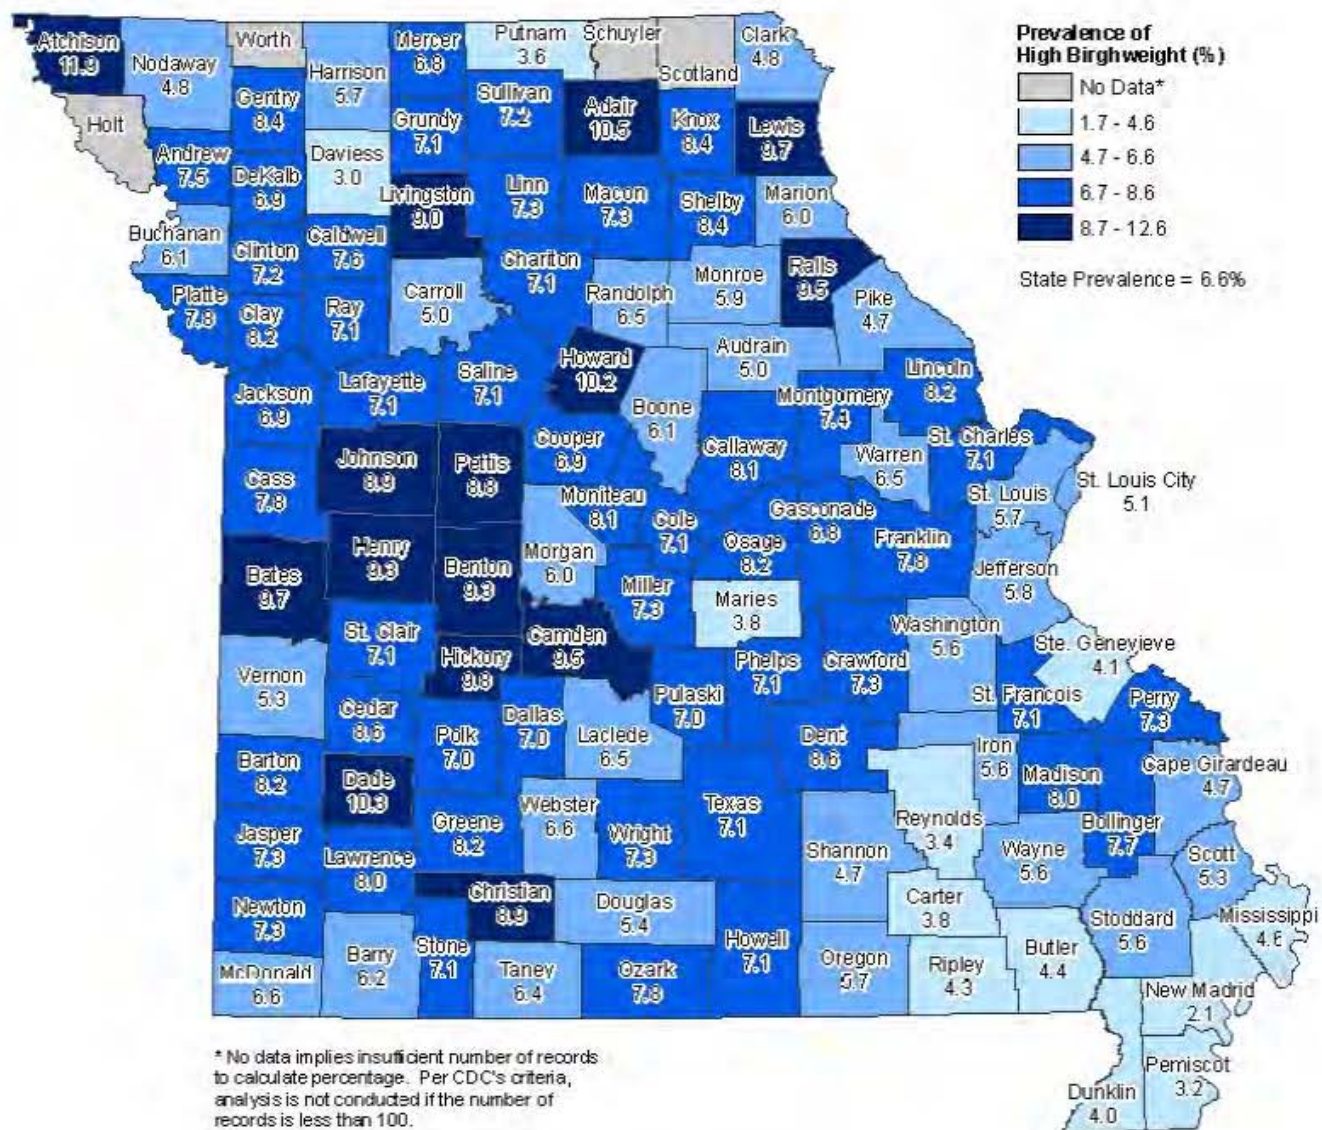 Prevalence of
High Birghweight (%)
No Data*
1.7 - 4.6
4.7 - 6.6
6.7 - 8.6
8.7 - 12.6
State Prevalence = 6.6%
Atchison
11.9
Nodaway
4.8
Worth
Harrison
5.7
Mercer
6.8
Putnam
3.6
Schuyler
Scotland
Clark
4.8
Holt
Gentry
8.4
Grundy
7.1
Sullivan
7.2
Adair
10.5
Knox
8.4
Lewis
9.7
Andrew
7.5
DeKalb
6.9
Daviess
3.0
Livingston
9.0
Linn
7.3
Macon
7.3
Shelby
8.4
Marion
6.0
Buchanan
6.1
Clinton
7.2
Caldwell
7.6
Chariton
7.1
Monroe
5.9
Ralls
9.5
Platte
7.8
Clay
8.2
Ray
7.1
Carroll
5.0
Randolph
6.5
Pike
4.7
Audrain
5.0
Jackson
6.9
Lafayette
7.1
Saline
7.1
Howard
10.2
Boone
6.1
Montgomery
7.4
Lincoln
8.2
Cass
7.8
Johnson
8.9
Pettis
8.8
Cooper
6.9
Callaway
8.1
Warren
6.5
St. Charles
7.1
St. Louis
5.7
St. Louis City
5.1
Moniteau
8.1
Cole
7.1
Osage
8.2
Gasconade
6.8
Franklin
7.8
Jefferson
5.8
Bates
9.7
Henry
9.3
Benton
9.3
Morgan
6.0
Miller
7.3
Maries
3.8
St. Clair
7.1
Hickory
9.8
Camden
9.5
Phelps
7.1
Crawford
7.3
Washington
5.6
Ste. Genevieve
4.1
Vernon
5.3
Cedar
8.6
Polk
7.0
Dallas
7.0
Laclede
6.5
Pulaski
7.0
Dent
8.6
St. Francois
7.1
Perry
7.3
Iron
5.6
Madison
8.0
Cape Girardeau
4.7
Barton
8.2
Dade
10.3
Greene
8.2
Webster
6.6
Wright
7.3
Texas
7.1
Reynolds
3.4
Bollinger
7.7
Jasper
7.3
Lawrence
8.0
Shannon
4.7
Wayne
5.6
Scott
5.3
Newton
7.3
Christian
8.9
Douglas
5.4
Carter
3.8
Stoddard
5.6
Mississippi
4.6
McDonald
6.6
Barry
6.2
Stone
7.1
Taney
6.4
Ozark
7.8
Howell
7.1
Oregon
5.7
Ripley
4.3
Butler
4.4
New Madrid
2.1
Pemiscot
3.2
Dunklin
4.0
* No data implies insufficient number of records
to calculate percentage. Per CDC's criteria,
analysis is not conducted if the number of
records is less than 100.